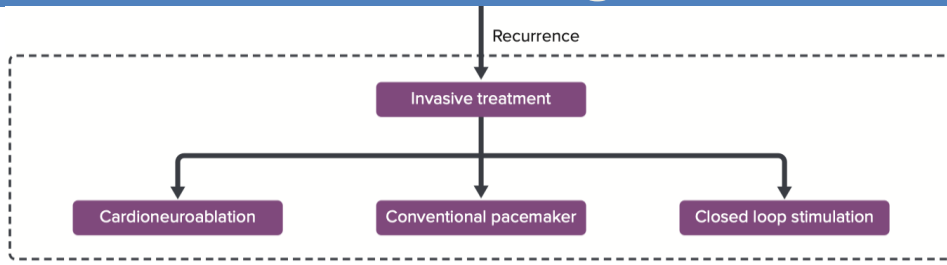 Recurrence
Invasive treatment
Cardioneuroablation
Conventional pacemaker
Closed loop stimulation